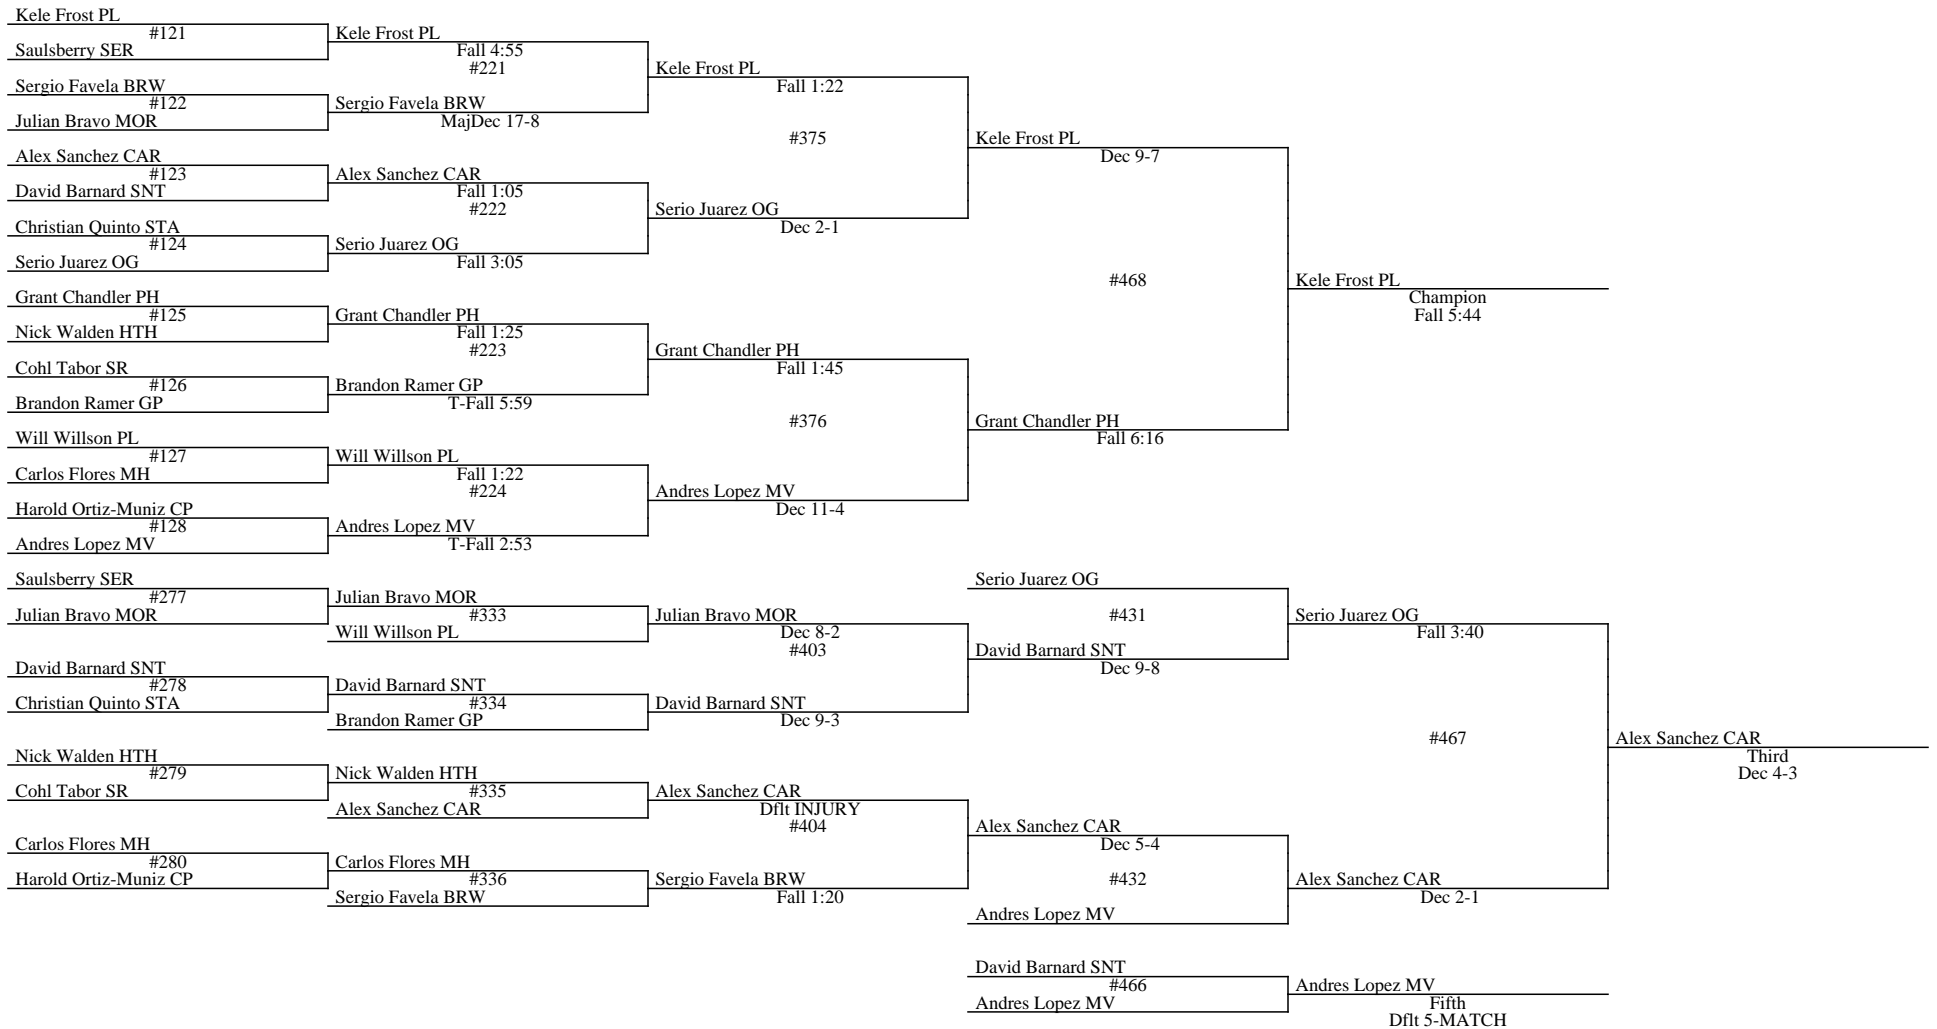 Kele Frost PL
#121
Saulsberry SER
Sergio Favela BRW
#122
Julian Bravo MOR
Alex Sanchez CAR
#123
David Barnard SNT
Christian Quinto STA
#124
Serio Juarez OG
Grant Chandler PH
#125
Nick Walden HTH
Cohl Tabor SR
#126
Brandon Ramer GP
Will Willson PL
#127
Carlos Flores MH
Harold Ortiz-Muniz CP
#128
Andres Lopez MV
Kele Frost PL
Fall 4:55
#221
Sergio Favela BRW
MajDec 17-8
Alex Sanchez CAR
Fall 1:05
#222
Serio Juarez OG
Fall 3:05
Grant Chandler PH
Fall 1:25
#223
Brandon Ramer GP
T-Fall 5:59
Will Willson PL
Fall 1:22
#224
Andres Lopez MV
T-Fall 2:53
Kele Frost PL
Fall 1:22
#375
Serio Juarez OG
Dec 2-1
Grant Chandler PH
Fall 1:45
#376
Andres Lopez MV
Dec 11-4
Kele Frost PL
Dec 9-7
#468
Grant Chandler PH
Fall 6:16
Kele Frost PL
Champion
Fall 5:44
Saulsberry SER
#277
Julian Bravo MOR
David Barnard SNT
#278
Christian Quinto STA
Nick Walden HTH
#279
Cohl Tabor SR
Carlos Flores MH
#280
Harold Ortiz-Muniz CP
Julian Bravo MOR
#333
Will Willson PL
David Barnard SNT
#334
Brandon Ramer GP
Nick Walden HTH
#335
Alex Sanchez CAR
Carlos Flores MH
#336
Sergio Favela BRW
Julian Bravo MOR
Dec 8-2
#403
David Barnard SNT
Dec 9-3
Alex Sanchez CAR
Dflt INJURY
#404
Sergio Favela BRW
Fall 1:20
Serio Juarez OG
#431
David Barnard SNT
Dec 9-8
Alex Sanchez CAR
Dec 5-4
#432
Andres Lopez MV
Serio Juarez OG
Fall 3:40
#467
Alex Sanchez CAR
Dec 2-1
Alex Sanchez CAR
Third
Dec 4-3
David Barnard SNT
#466
Andres Lopez MV
Andres Lopez MV
Fifth
Dflt 5-MATCH